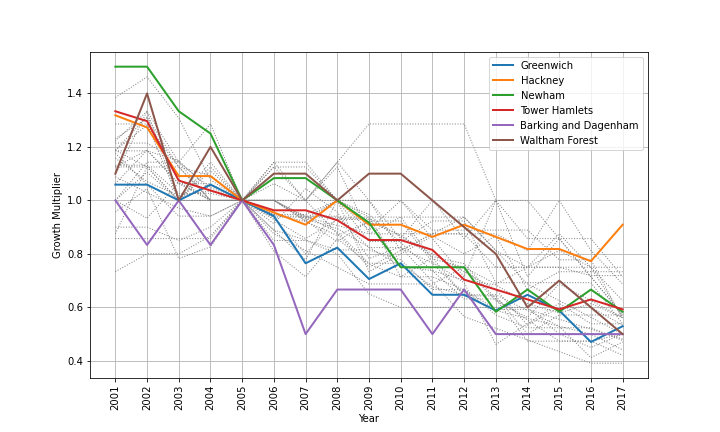 Greenwich
Hackney
Newham
Tower Hamlets
Barking and Dagenham
Waltham Forest
Growth Multiplier
1.4
1.2
1.0
0.8
0.6
0.4
2001 2002 2003 2004 2005 2006 2007 2008 2009 2010 2011 2012 2013 2014 2015 2016 2017
Year